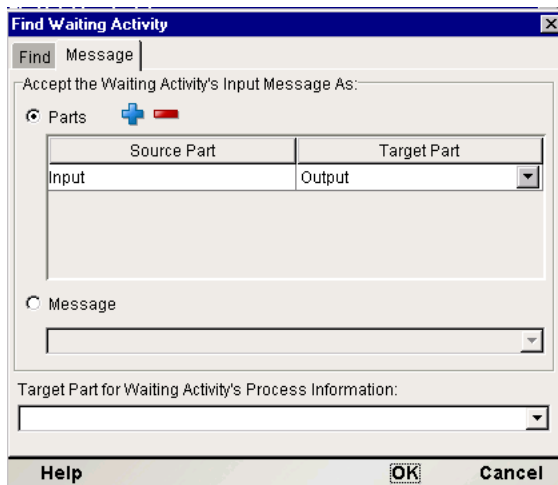 Find Waiting Activity
Find Message
Accept the Waiting Activity's Input Message As:
Parts
Source Part Target Part
Input Output
Message
Target Part for Waiting Activity's Process Information:
Help OK Cancel